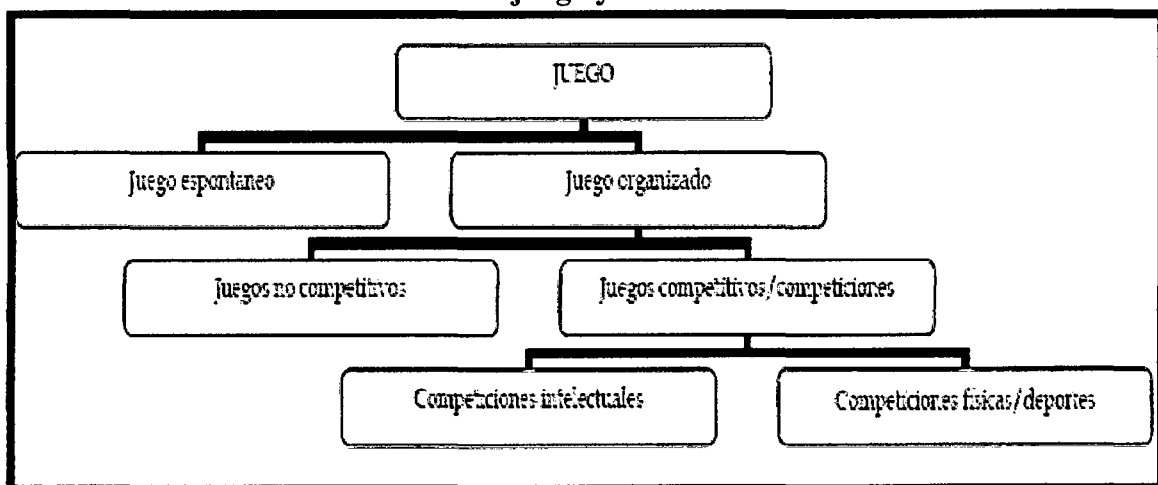 JUEGO
Juego espontaneo
Juego organizado
Juegos no competitivos
Juegos competitivos/competiciones
Competiciones intelectuales
Competiciones físicas/deportes